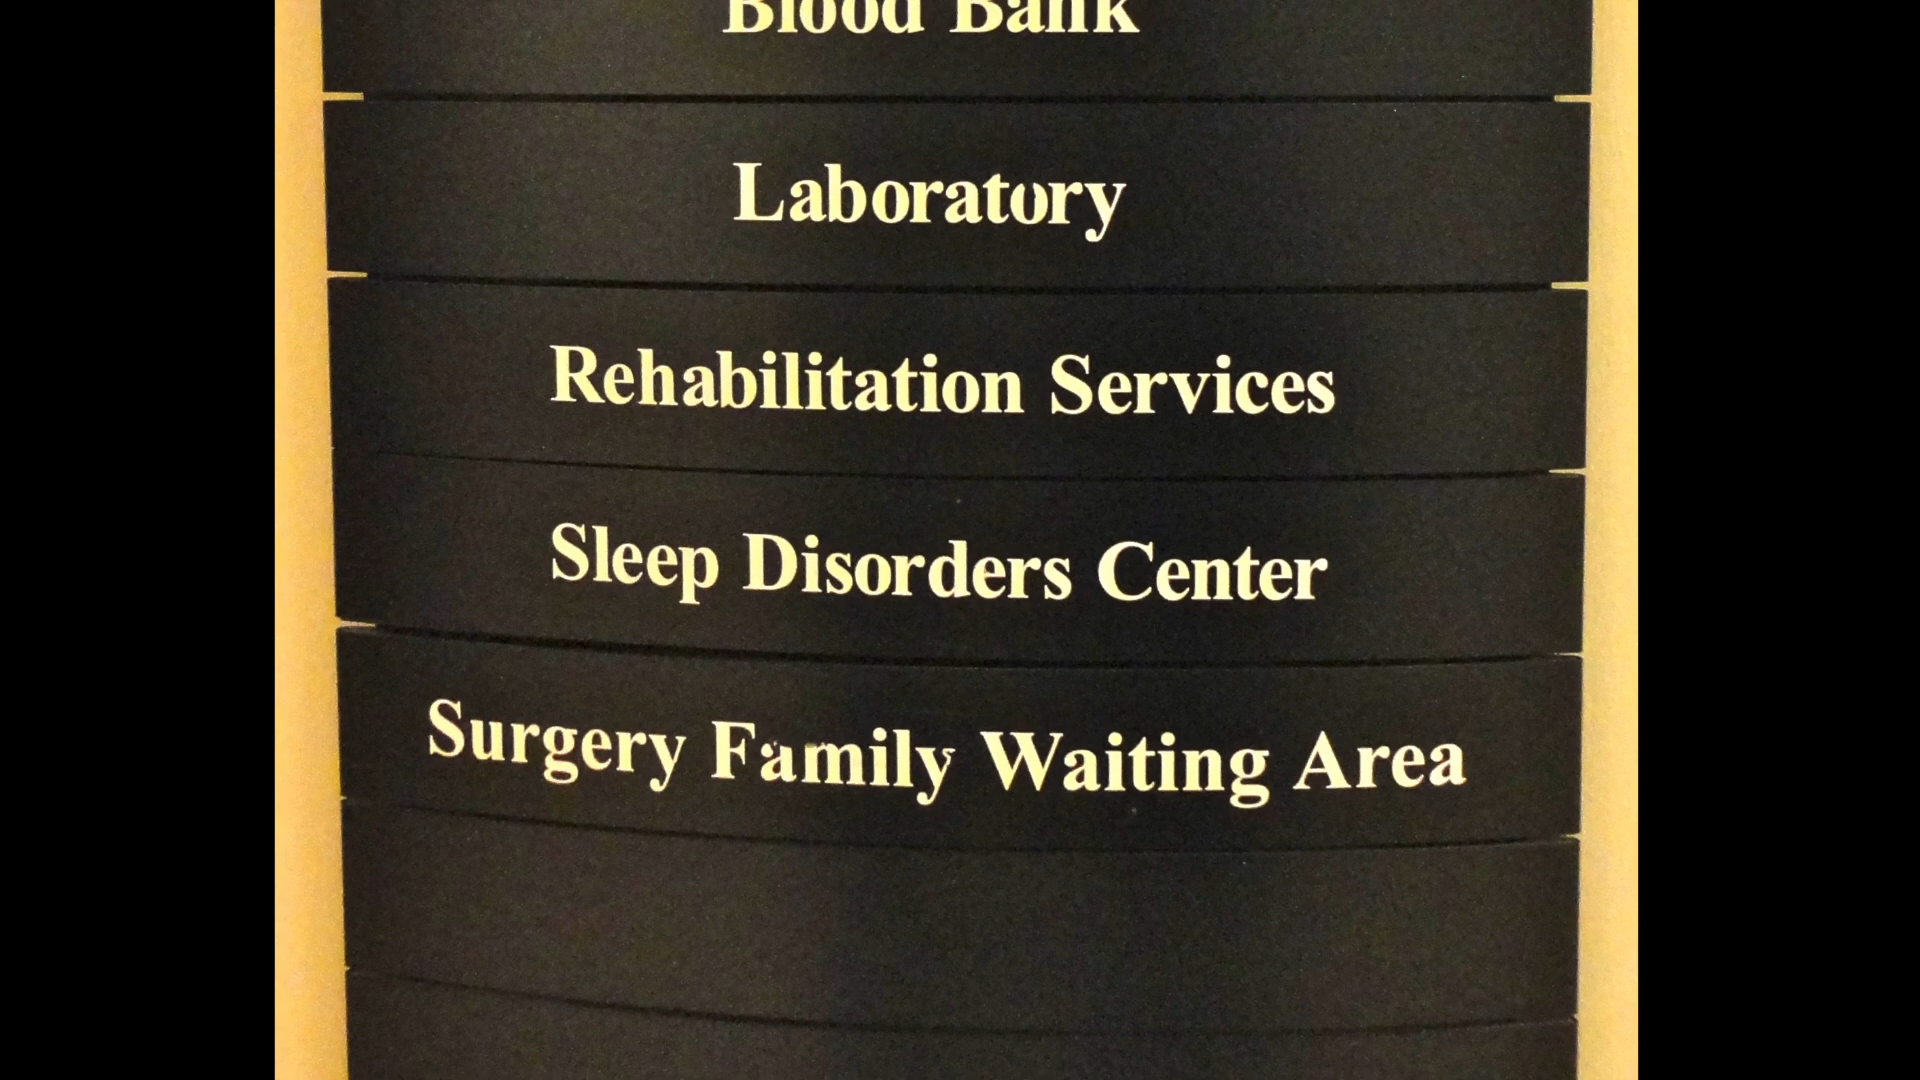 Blood Bank
Laboratory
Rehabilitation Services
Sleep Disorders Center
Surgery Family Waiting Area